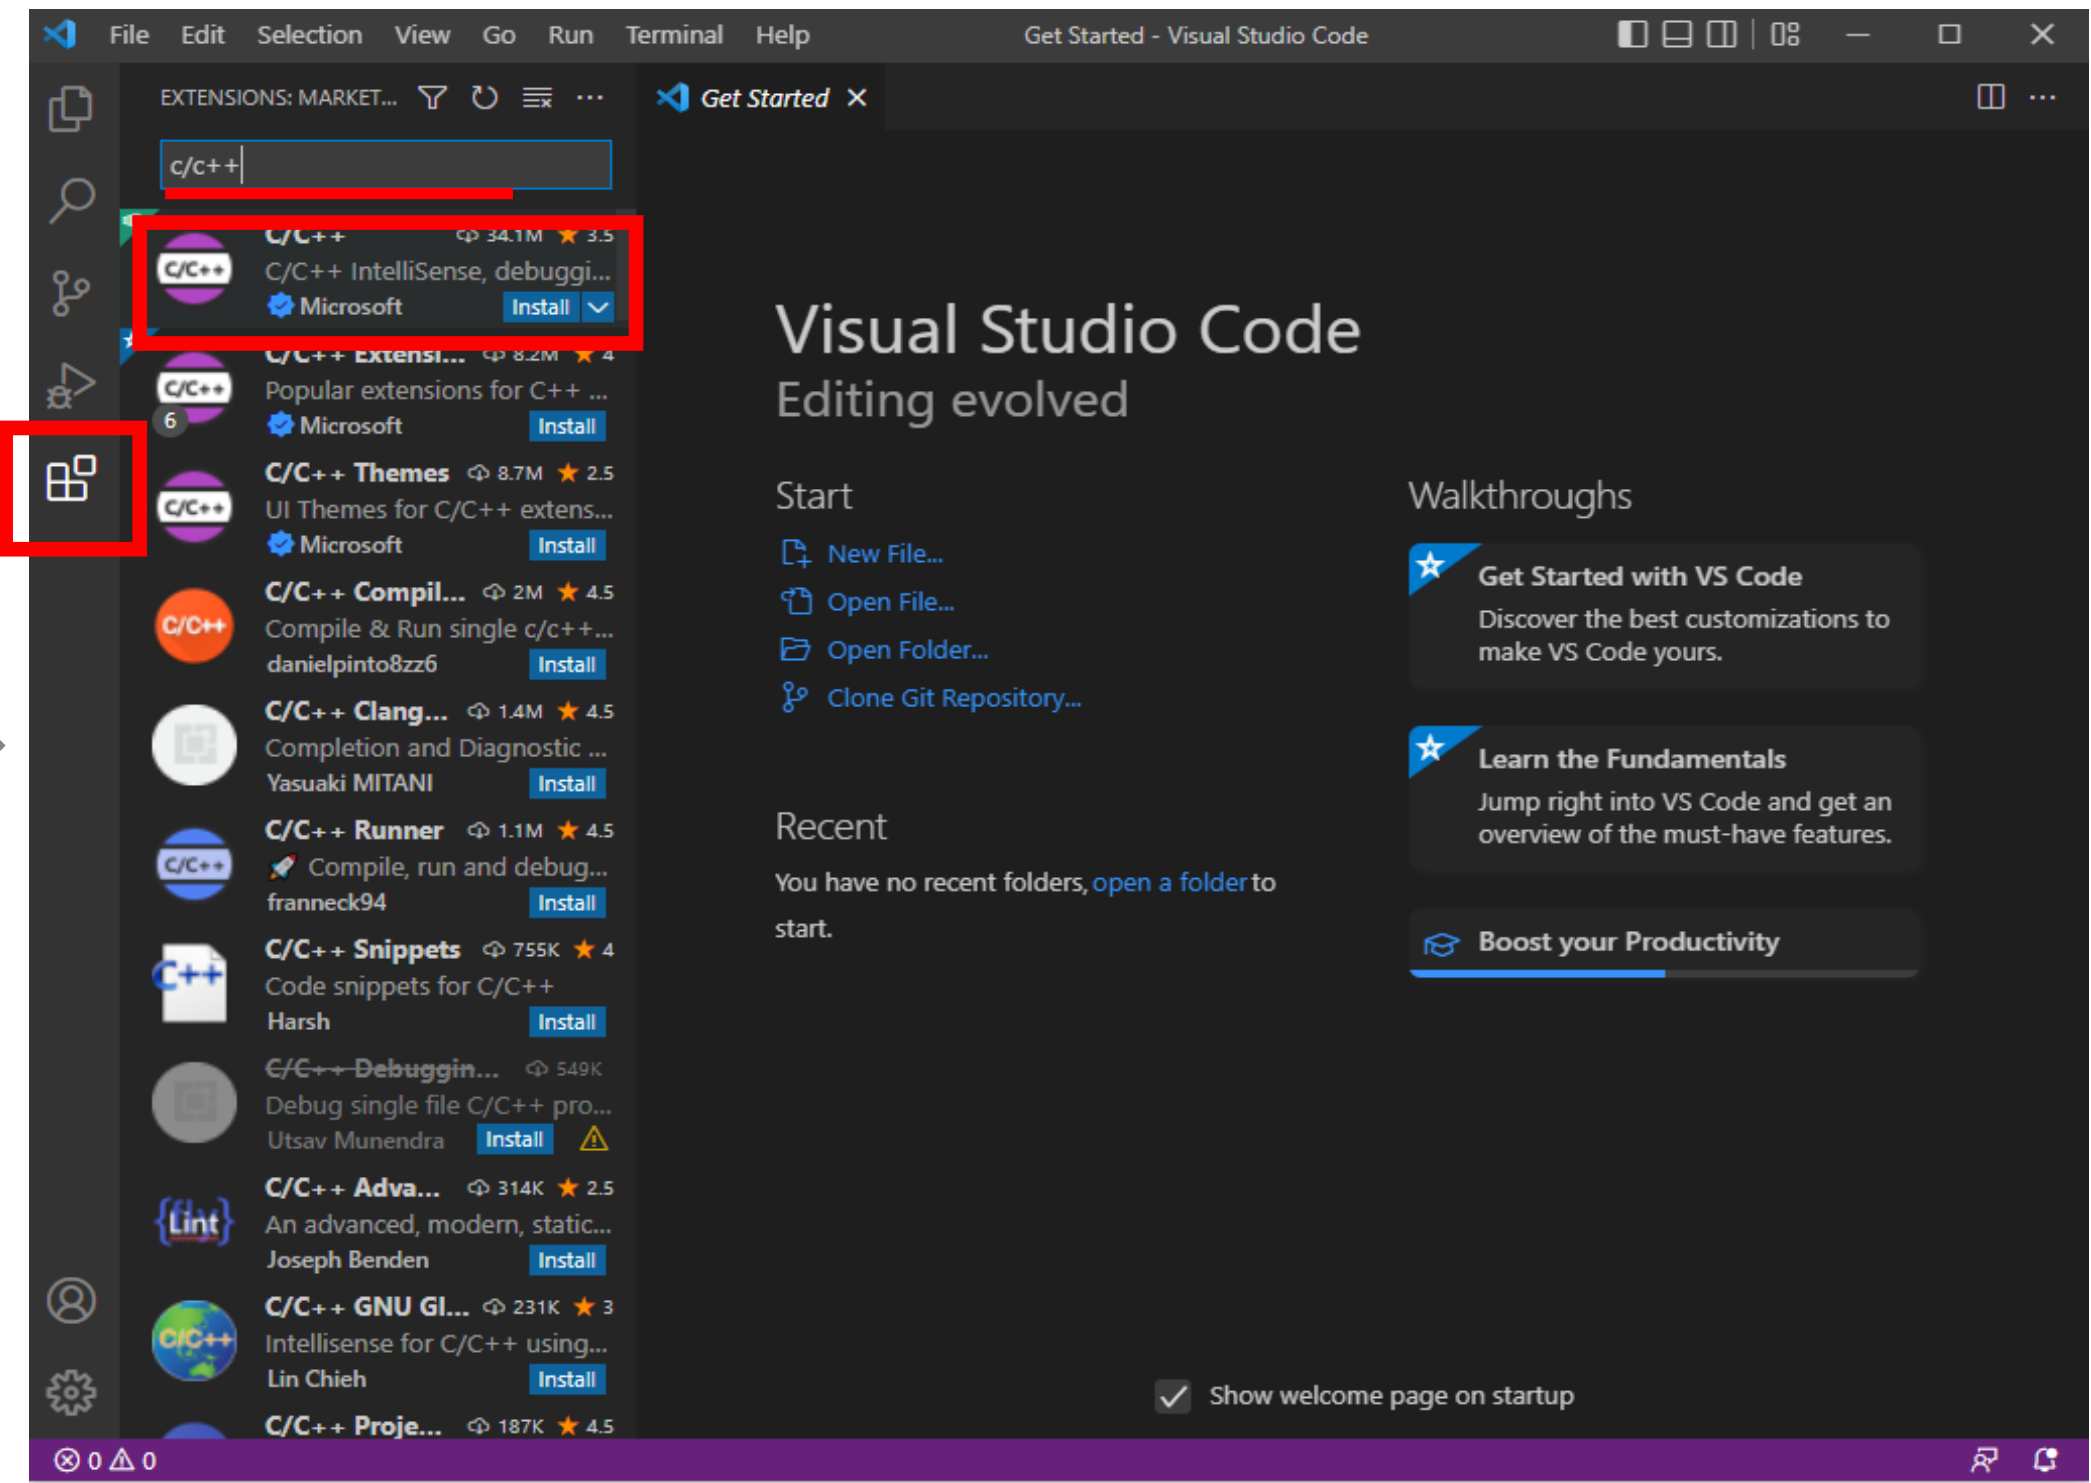 File Edit Selection View Go Run Terminal Help
Get Started - Visual Studio Code
EXTENSIONS: MARKET...
Get Started
c/c++
C/C++ 34.1M 3.5
C/C++ IntelliSense, debuggi...
Microsoft Install
C/C++ Extensi... 8.2M 4
Popular extensions for C++ ...
Microsoft Install
6
C/C++ Themes 8.7M 2.5
UI Themes for C/C++ extens...
Microsoft Install
C/C++ Compil... 2M 4.5
Compile & Run single c/c++...
danielpinto8zz6 Install
C/C++ Clang... 1.4M 4.5
Completion and Diagnostic ...
Yasuaki MITANI Install
C/C++ Runner 1.1M 4.5
Compile, run and debug...
franneck94 Install
C/C++ Snippets 755K 4
Code snippets for C/C++
Harsh Install
C/C++ Debuggin... 549K
Debug single file C/C++ pro...
Utsav Munendra Install
C/C++ Adva... 314K 2.5
An advanced, modern, static...
Joseph Benden Install
C/C++ GNU Gl... 231K 3
Intellisense for C/C++ using...
Lin Chieh Install
C/C++ Proje... 187K 4.5
C/C++
C/C++
C/C++
C/C++
C/C++
C++
{Lint}
C/C++
Visual Studio Code
Editing evolved
Start
New File...
Open File...
Open Folder...
Clone Git Repository...
Recent
You have no recent folders, open a folder to
start.
Walkthroughs
Get Started with VS Code
Discover the best customizations to
make VS Code yours.
Learn the Fundamentals
Jump right into VS Code and get an
overview of the must-have features.
Boost your Productivity
Show welcome page on startup
0 0